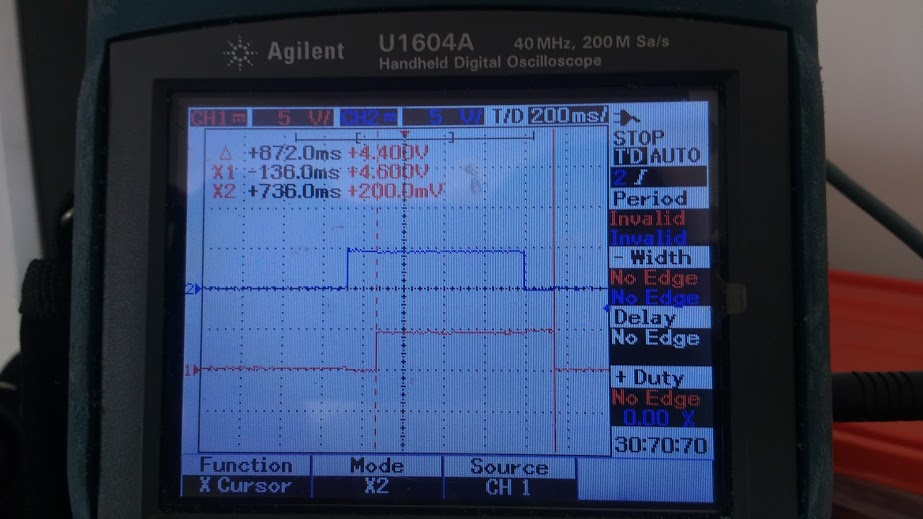 Agilent U1604A 40 MHz, 200 M Sa/s
Handheld Digital Oscilloscope
CH1 5 V/ CH2 5 V/ T/D 200ms/
STOP
T'D AUTO
2
Δ +872.0ms +4.400V
X1 -136.0ms +4.600V
X2 +736.0ms +200.0mV
Period
Invalid
Invalid
- Width
No Edge
No Edge
Delay
No Edge
+ Duty
No Edge
0.00 %
30:70:70
2
1
Function Mode Source
X Cursor X2 CH 1